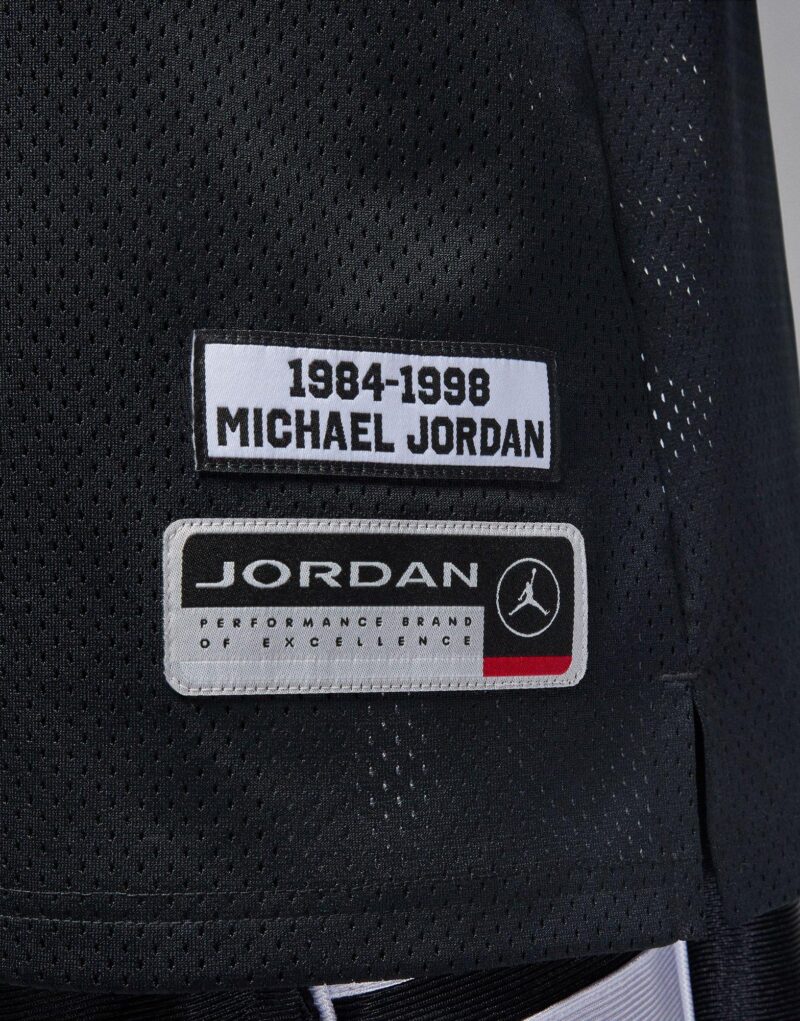 1984-1998
MICHAEL JORDAN
JORDAN
PERFORMANCE BRAND
OF EXCELLENCE